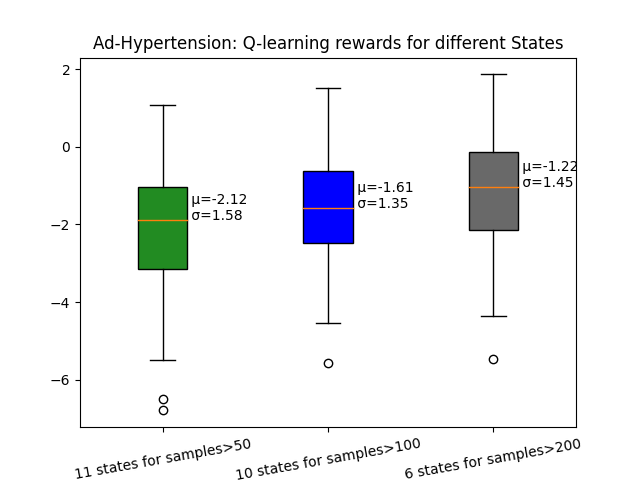 Ad-Hypertension: Q-learning rewards for different States
2
0
−2
−4
−6
μ=-2.12
σ=1.58
μ=-1.61
σ=1.35
μ=-1.22
σ=1.45
11 states for samples>50
10 states for samples>100
6 states for samples>200